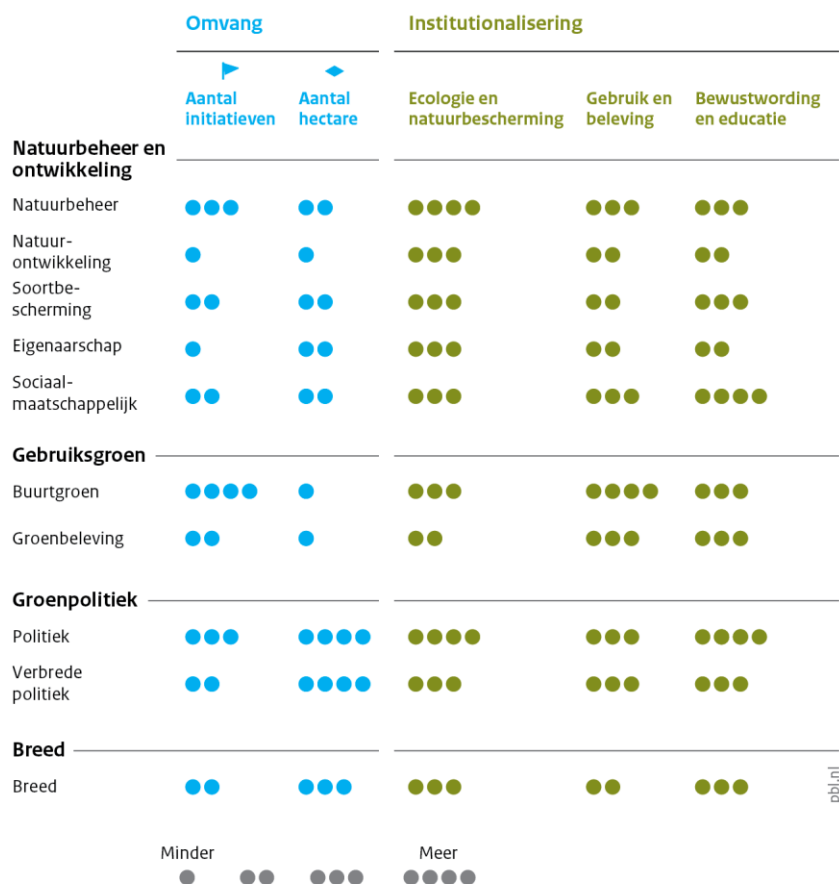 Omvang
Institutionalisering
Aantal
initiatieven
Aantal
hectare
Ecologie en
natuurbescherming
Gebruik en
beleving
Bewustwording
en educatie
Natuurbeheer en
ontwikkeling
Natuurbeheer
Natuur-
ontwikkeling
Soortbe-
scherming
Eigenaarschap
Sociaal-
maatschappelijk
Gebruiksgroen
Buurtgroen
Groenbeleving
Groenpolitiek
Politiek
Verbrede
politiek
Breed
Breed
pbl.nl
Minder
Meer